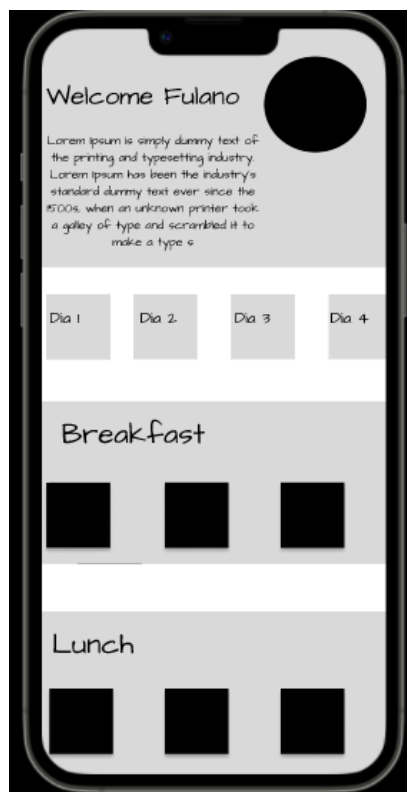 Welcome Fulano
Lorem Ipsum is simply dummy text of
the printing and typesetting industry.
Lorem Ipsum has been the industry's
standard dummy text ever since the
1500s, when an unknown printer took
a galley of type and scrambled it to
make a type s
Dia 1 Dia 2 Dia 3 Dia 4
Breakfast
Lunch